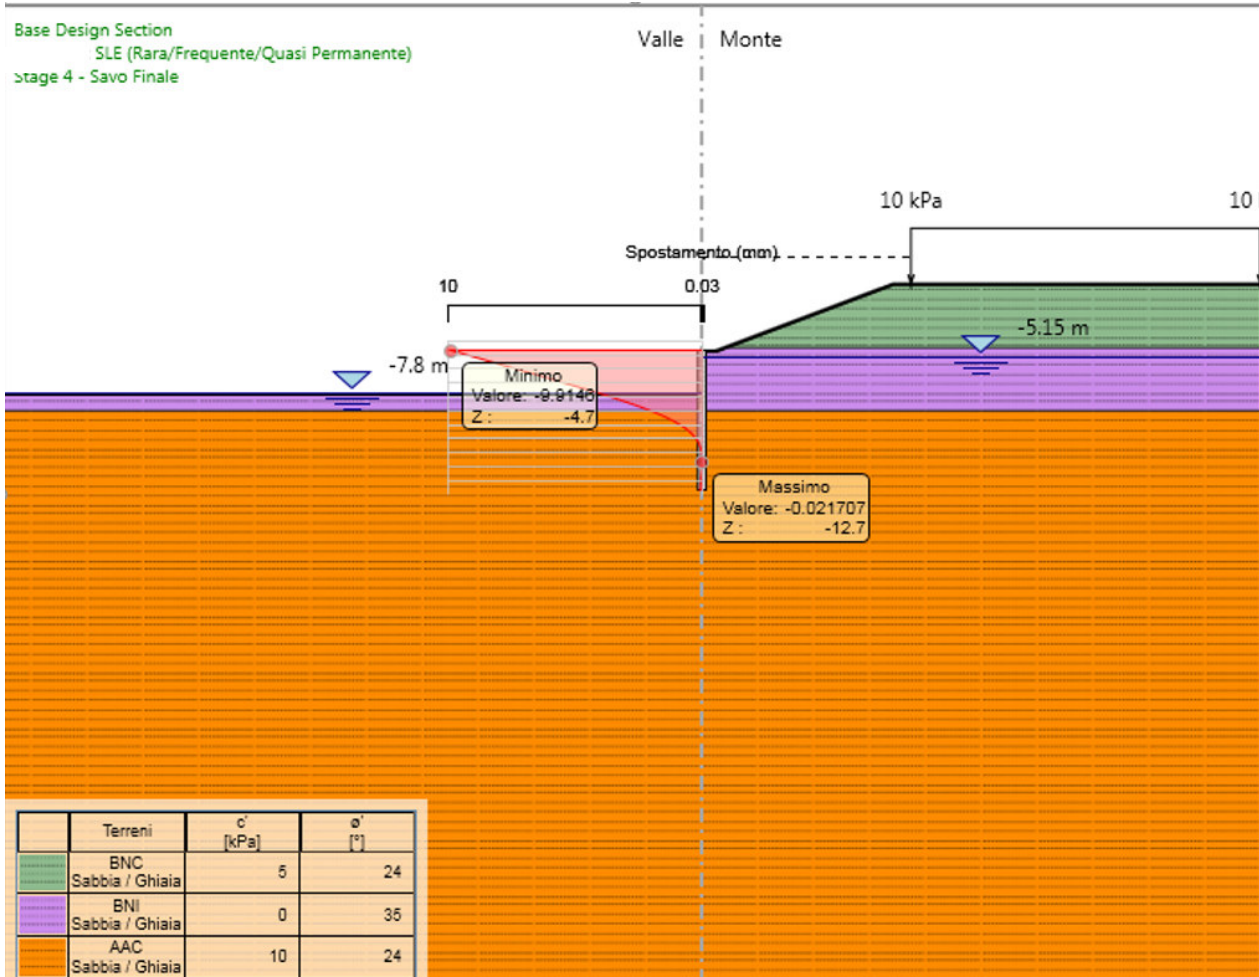 Base Design Section
SLE (Rara/Frequente/Quasi Permanente)
Stage 4 - Savo Finale
Valle
Monte
10 kPa
10
Spostamento (mm)
10
0.03
-5.15 m
-7.8 m
Minimo
Valore: -9.9146
Z : -4.7
Massimo
Valore: -0.021707
Z : -12.7
Terreni c' ø'
[kPa] [°]
BNC
Sabbia / Ghiaia 5 24
BNI
Sabbia / Ghiaia 0 35
AAC
Sabbia / Ghiaia 10 24